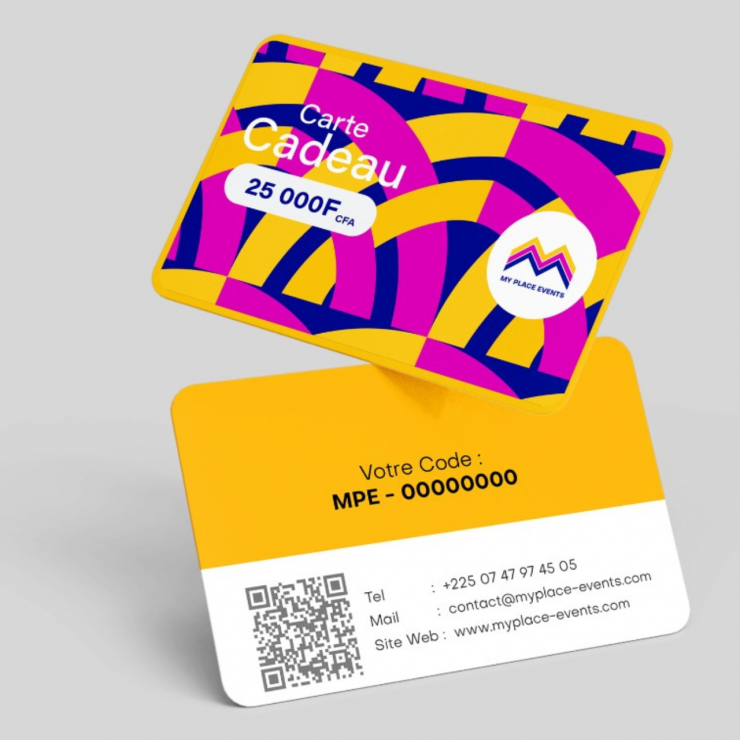 Carte
Cadeau
25 000F CFA
MY PLACE EVENTS
Votre Code :
MPE - 00000000
Tel : +225 07 47 97 45 05
Mail : contact@myplace-events.com
Site Web : www.myplace-events.com